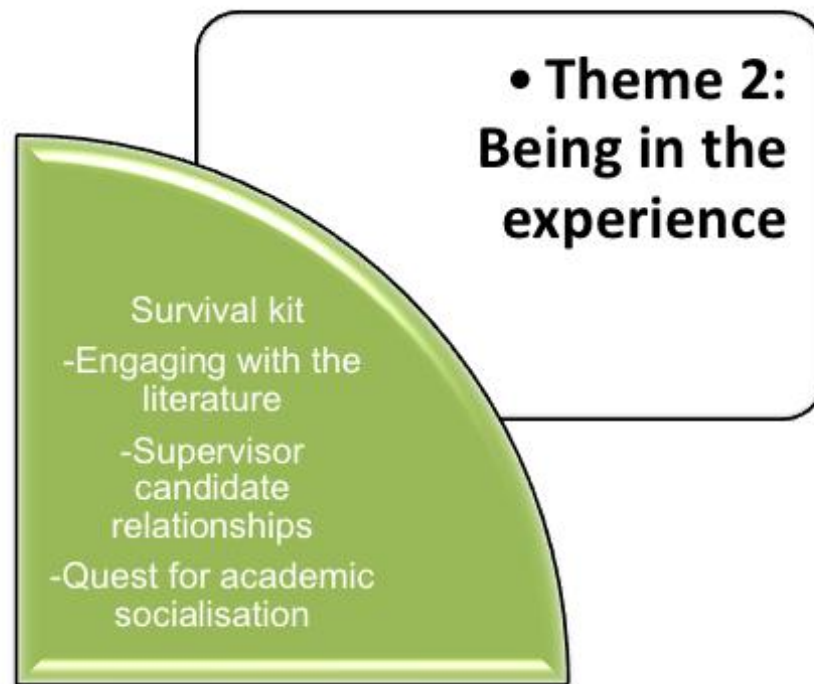 • Theme 2:
Being in the
experience
Survival kit
-Engaging with the
literature
-Supervisor
candidate
relationships
-Quest for academic
socialisation